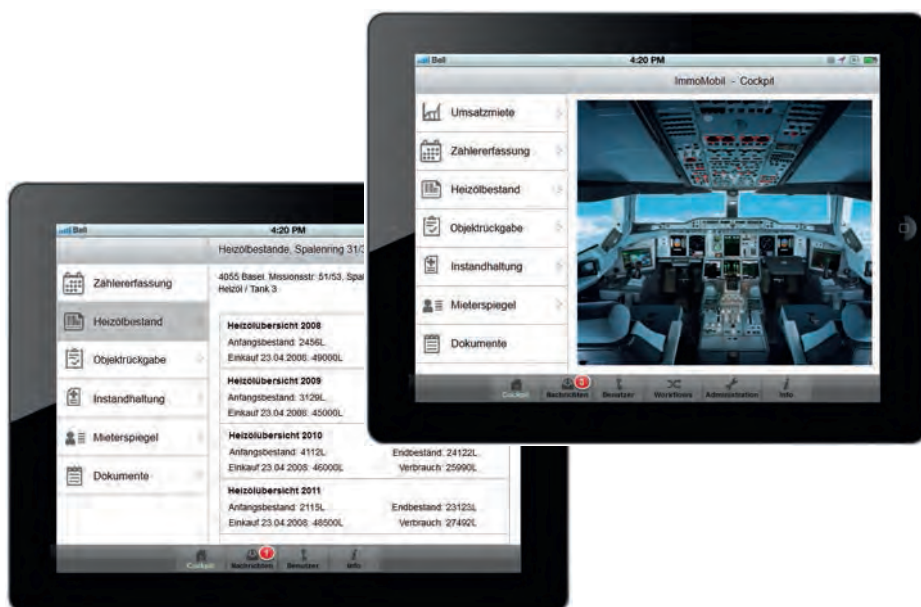 Bell
4:20 PM
ImmoMobil - Cockpit
Umsatzmiete
Zählererfassung
Heizölbestand
Objektrückgabe
Instandhaltung
Mieterspiegel
Dokumente
Cockpit
Nachrichten
3
Benutzer
Workflows
Administration
Info
Bell
4:20 PM
Heizölbestände, Spalenring 31/3
Zählererfassung
Heizölbestand
Objektrückgabe
Instandhaltung
Mieterspiegel
Dokumente
4055 Basel, Missionsstr. 51/53, Spa
Heizöl / Tank 3
Heizölübersicht 2008
Anfangsbestand: 2456L
Einkauf 23.04.2008: 49000L
Heizölübersicht 2009
Anfangsbestand: 3129L
Einkauf 23.04.2008: 45000L
Heizölübersicht 2010
Anfangsbestand: 4112L Endbestand: 24122L
Einkauf 23.04.2008: 46000L Verbrauch: 25990L
Heizölübersicht 2011
Anfangsbestand: 2115L Endbestand: 23123L
Einkauf 23.04.2008: 48500L Verbrauch: 27492L
Cockpit
Nachrichten
Benutzer
Info